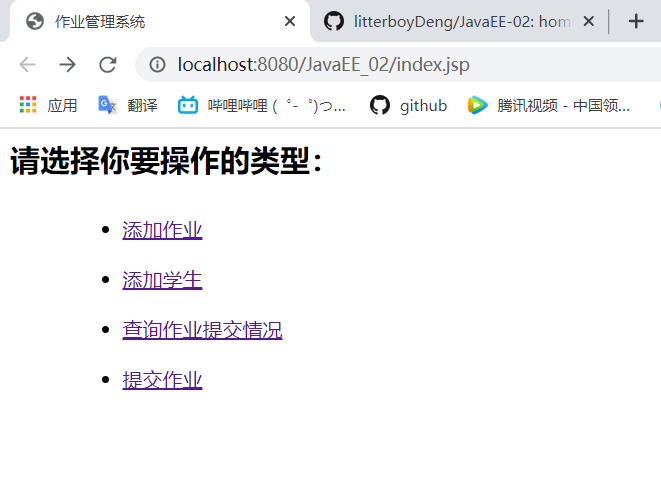 作业管理系统
litterboyDeng/JavaEE-02: hom
localhost:8080/JavaEE_02/index.jsp
应用 翻译 哔哩哔哩 ( ゜- ゜)つ... github 腾讯视频 - 中国领...
请选择你要操作的类型：
添加作业
添加学生
查询作业提交情况
提交作业